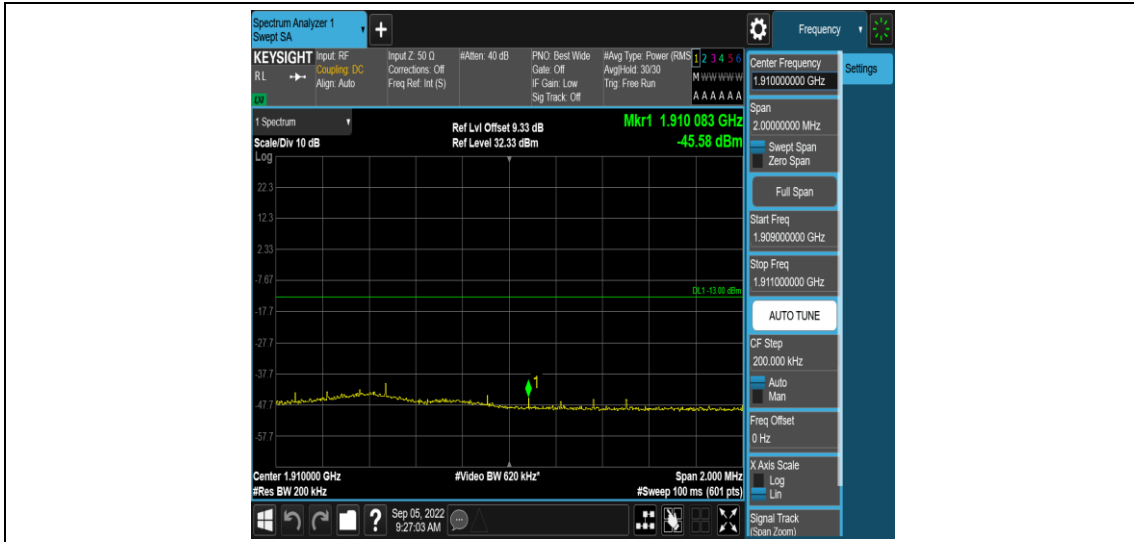 Spectrum Analyzer 1
Swept SA
+
Frequency
KEYSIGHT
R L
Input: RF
Coupling: DC
Align: Auto
Input Z: 50 Ω
Corrections: Off
Freq Ref: Int (S)
#Atten: 40 dB
PNO: Best Wide
Gate: Off
IF Gain: Low
Sig Track: Off
#Avg Type: Power (RMS
Avg|Hold: 30/30
Trig: Free Run
1 2 3 4 5 6
M W W W W W
A A A A A A
1 Spectrum
Scale/Div 10 dB
Log
Ref Lvl Offset 9.33 dB
Ref Level 32.33 dBm
Mkr1 1.910 083 GHz
-45.58 dBm
22.3
12.3
2.33
-7.67
-17.7
-27.7
-37.7
-47.7
-57.7
DL1 -13.00 dBm
1
Center 1.910000 GHz
#Res BW 200 kHz
#Video BW 620 kHz*
Span 2.000 MHz
#Sweep 100 ms (601 pts)
Center Frequency
1.910000000 GHz
Settings
Span
2.00000000 MHz
Swept Span
Zero Span
Full Span
Start Freq
1.909000000 GHz
Stop Freq
1.911000000 GHz
AUTO TUNE
CF Step
200.000 kHz
Auto
Man
Freq Offset
0 Hz
X Axis Scale
Log
Lin
Signal Track
(Span Zoom)
?
Sep 05, 2022
9:27:03 AM